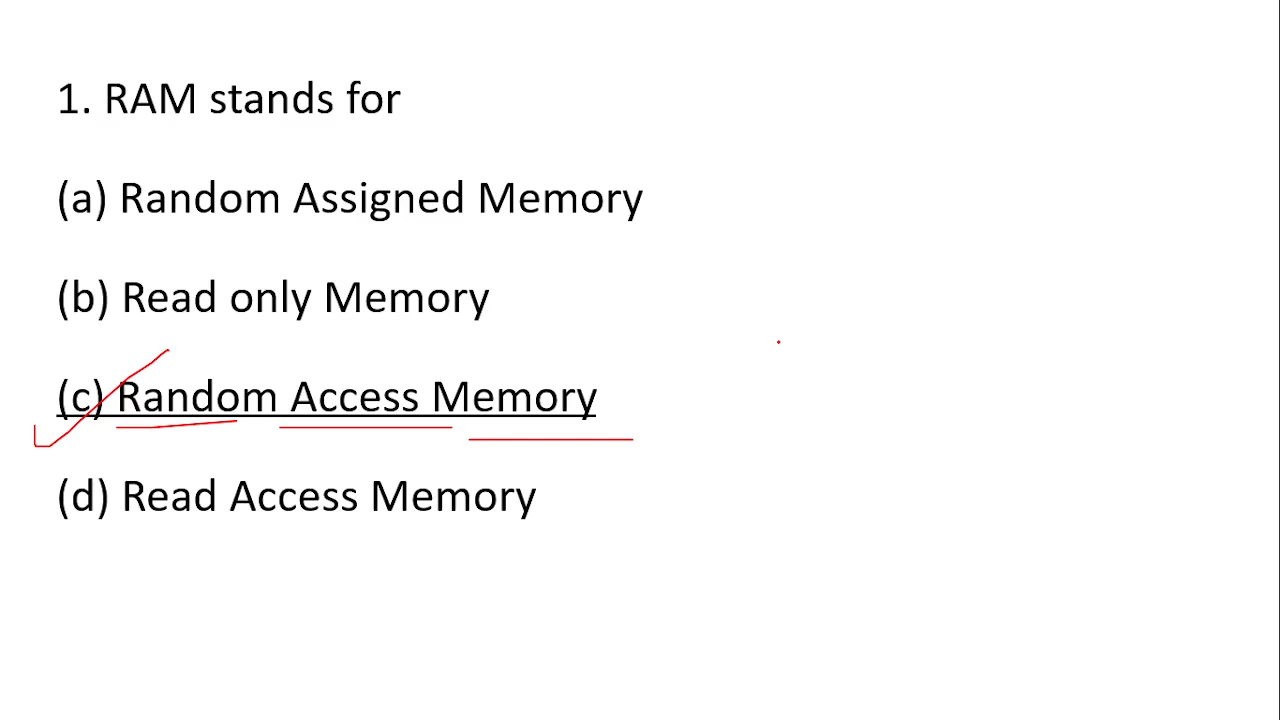 1. RAM stands for
(a) Random Assigned Memory
(b) Read only Memory
(c) Random Access Memory
(d) Read Access Memory